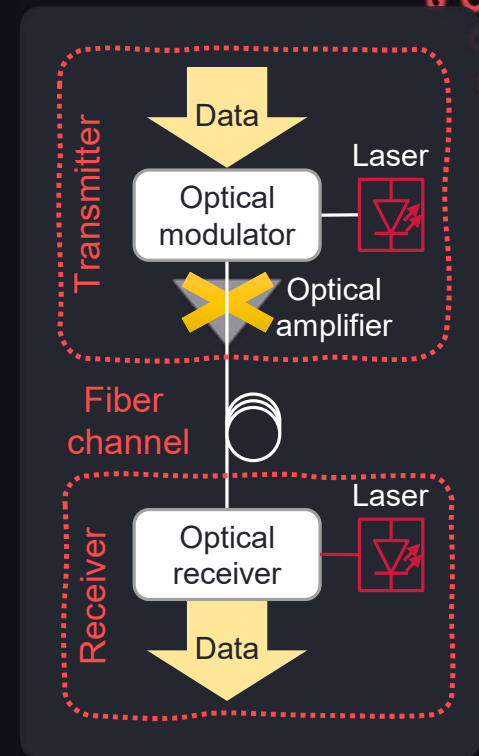 Transmitter
Data
Laser
Optical
modulator
Optical
amplifier
Fiber
channel
Receiver
Laser
Optical
receiver
Data